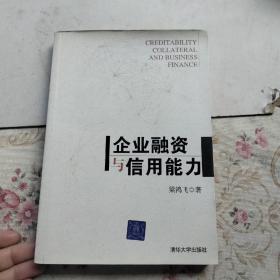 CREDITABILITY
COLLATERAL
AND BUSINESS
FINANCE
企业融资
与信用能力
梁鸿飞◇著
清华大学出版社